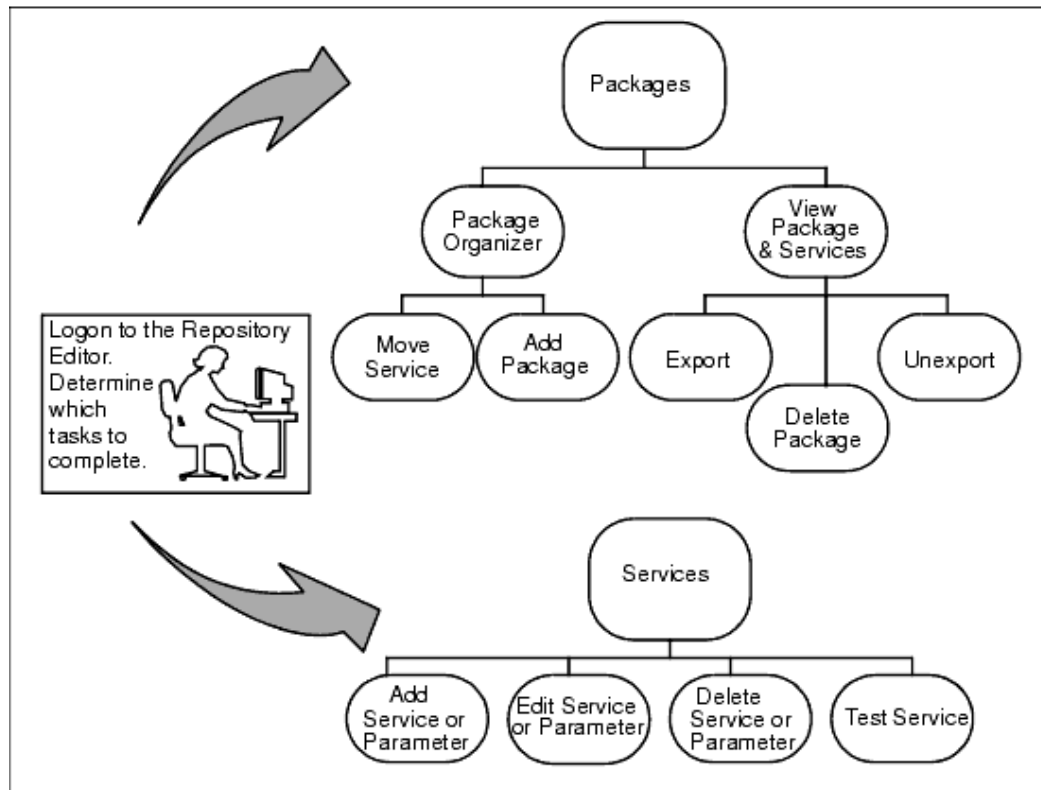 Packages
Package
Organizer
View
Package
& Services
Move
Service
Add
Package
Export
Unexport
Delete
Package
Logon to the Repository
Editor.
Determine
which
tasks to
complete.
Services
Add
Service or
Parameter
Edit Service
or Parameter
Delete
Service or
Parameter
Test Service